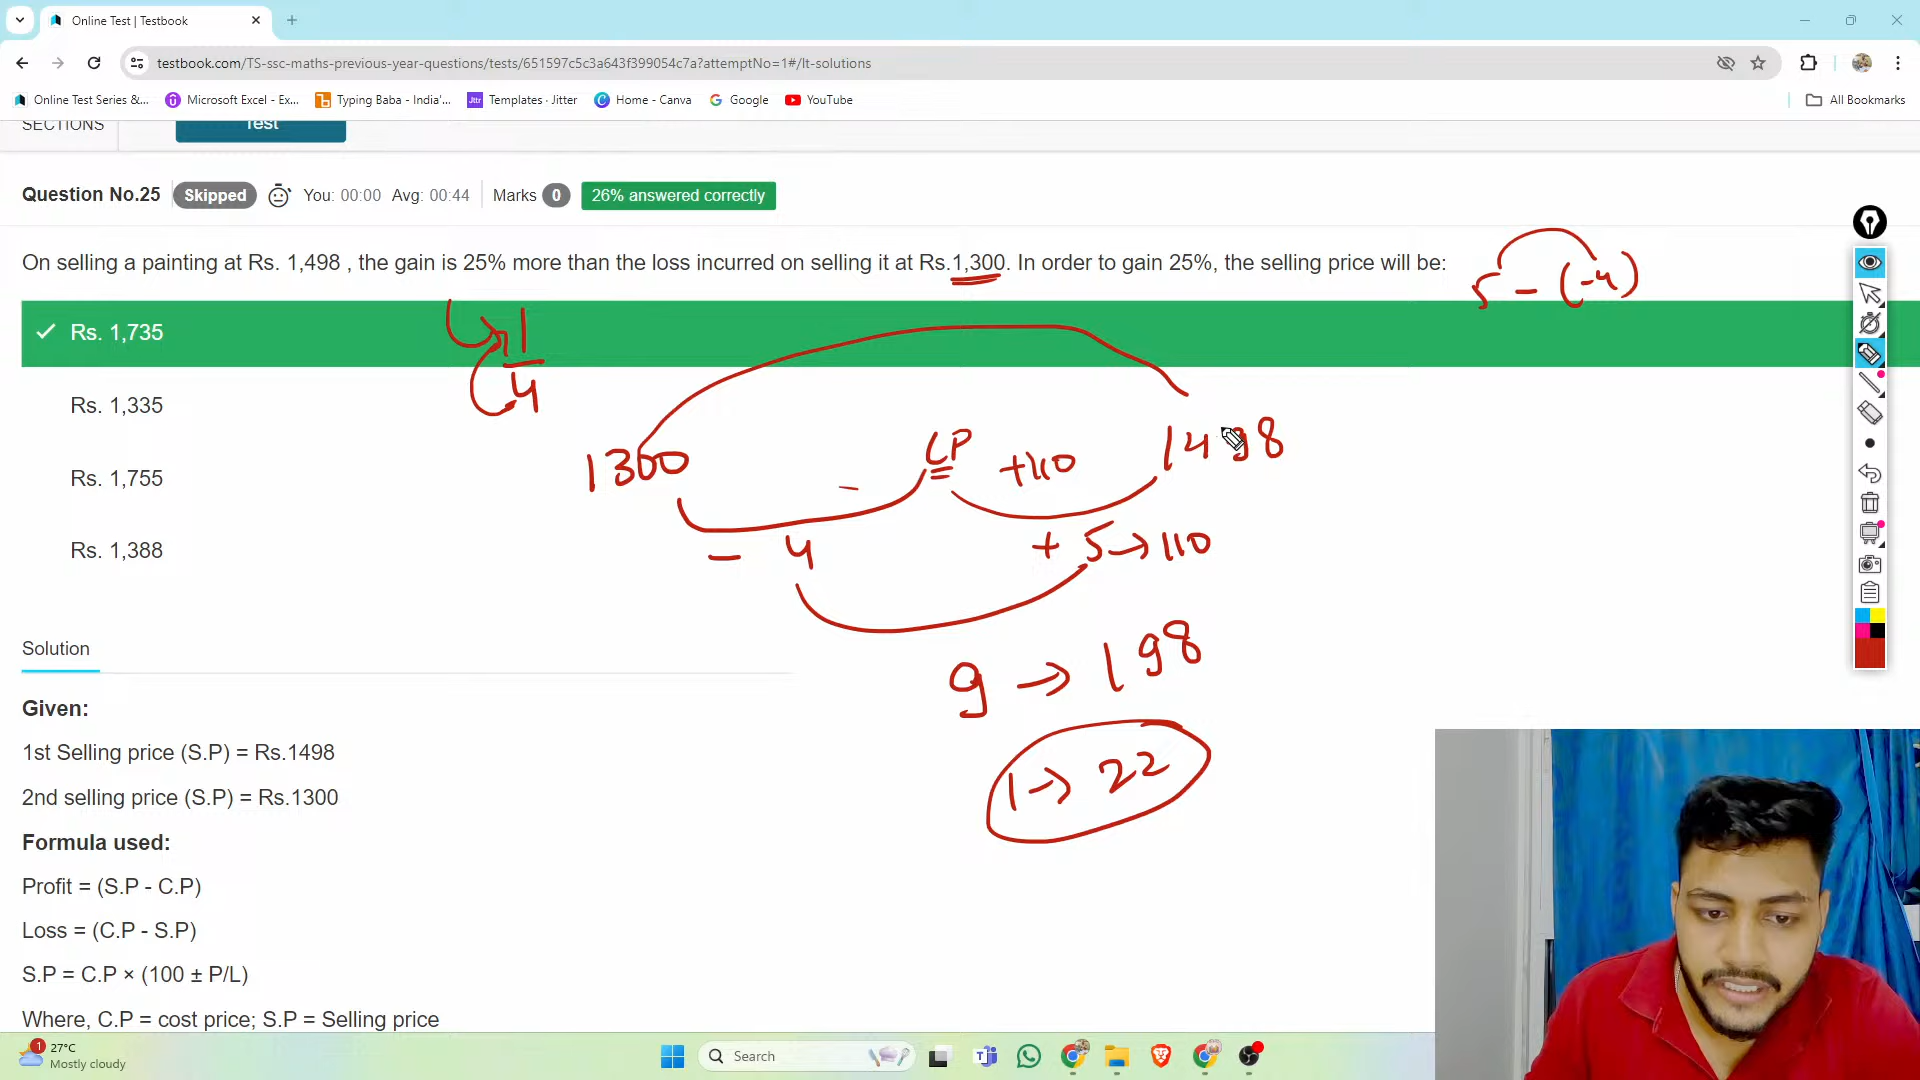 Online Test | Testbook
testbook.com/TS-ssc-maths-previous-year-questions/tests/651597c5c3a643f399054c7a?attemptNo=1#/lt-solutions
Online Test Series &... Microsoft Excel - Ex... Typing Baba - India'... Jttr Templates · Jitter Home - Canva Google YouTube All Bookmarks
SECTIONS Test
Question No.25 Skipped You: 00:00 Avg: 00:44 Marks 0 26% answered correctly
On selling a painting at Rs. 1,498 , the gain is 25% more than the loss incurred on selling it at Rs.1,300. In order to gain 25%, the selling price will be:
5 - (-4)
Rs. 1,735
1
4
Rs. 1,335
1300 CP +110 1498
Rs. 1,755
-
Rs. 1,388
- 4 + 5 → 110
9 → 198
1 → 22
Solution
Given:
1st Selling price (S.P) = Rs.1498
2nd selling price (S.P) = Rs.1300
Formula used:
Profit = (S.P - C.P)
Loss = (C.P - S.P)
S.P = C.P × (100 ± P/L)
Where, C.P = cost price; S.P = Selling price
1 27°C
Mostly cloudy
Search